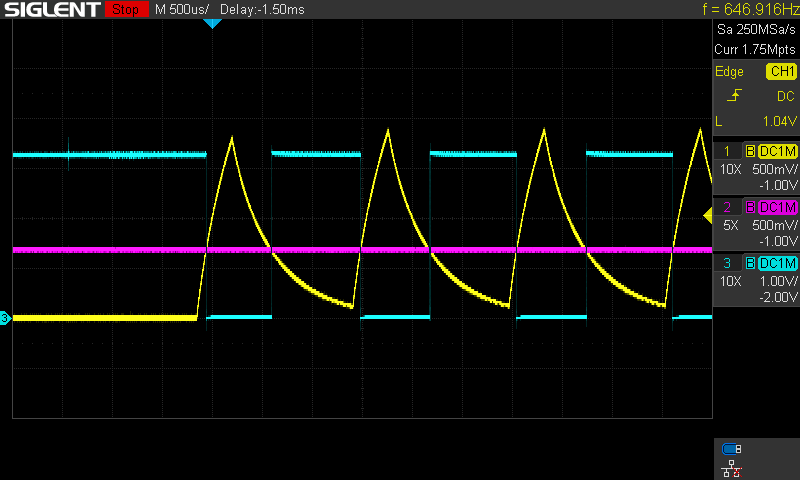 SIGLENT Stop M 500us/ Delay:-1.50ms f = 646.916Hz
Sa 250MSa/s
Curr 1.75Mpts
Edge CH1
DC
L 1.04V
1 B DC1M
10X 500mV/
-1.00V
2 B DC1M
5X 500mV/
-1.00V
3 B DC1M
10X 1.00V/
-2.00V
3